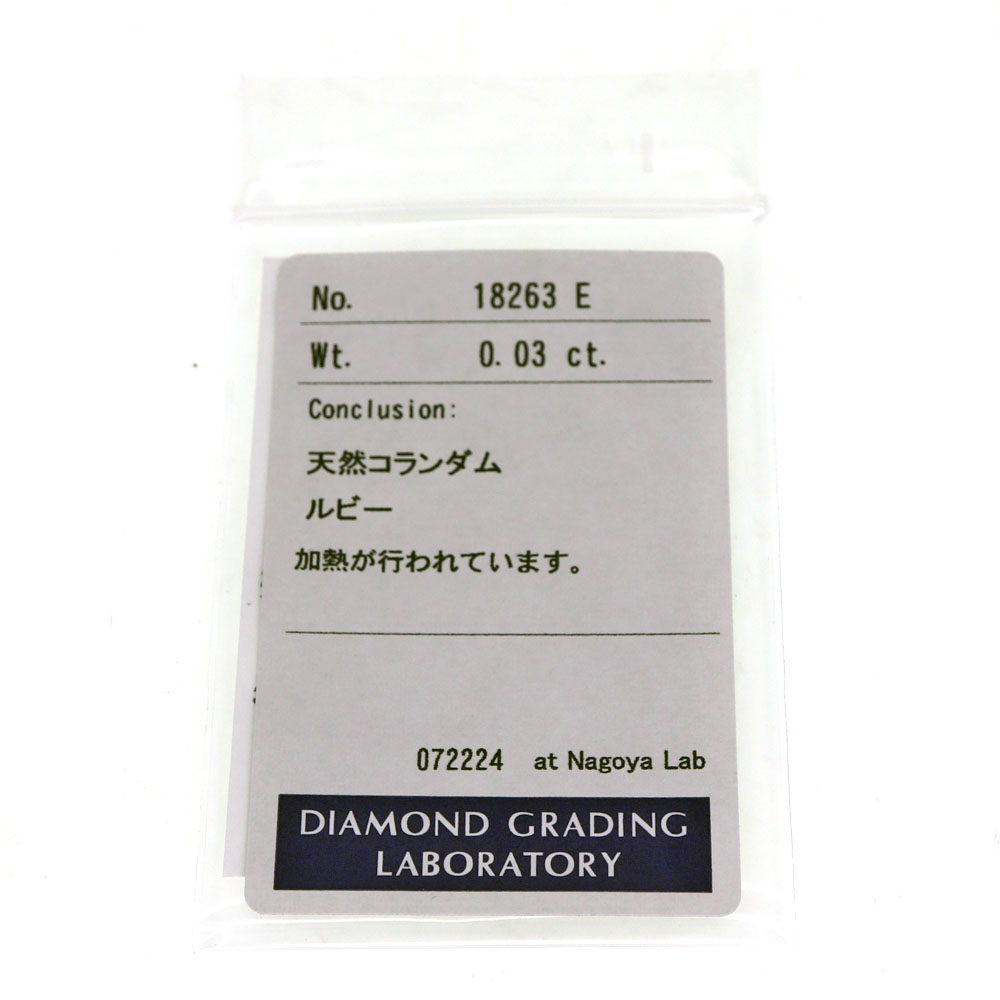 No. 18263 E
Wt. 0.03 ct.
Conclusion:
天然コランダム
ルビー
加熱が行われています。
072224 at Nagoya Lab
DIAMOND GRADING
LABORATORY